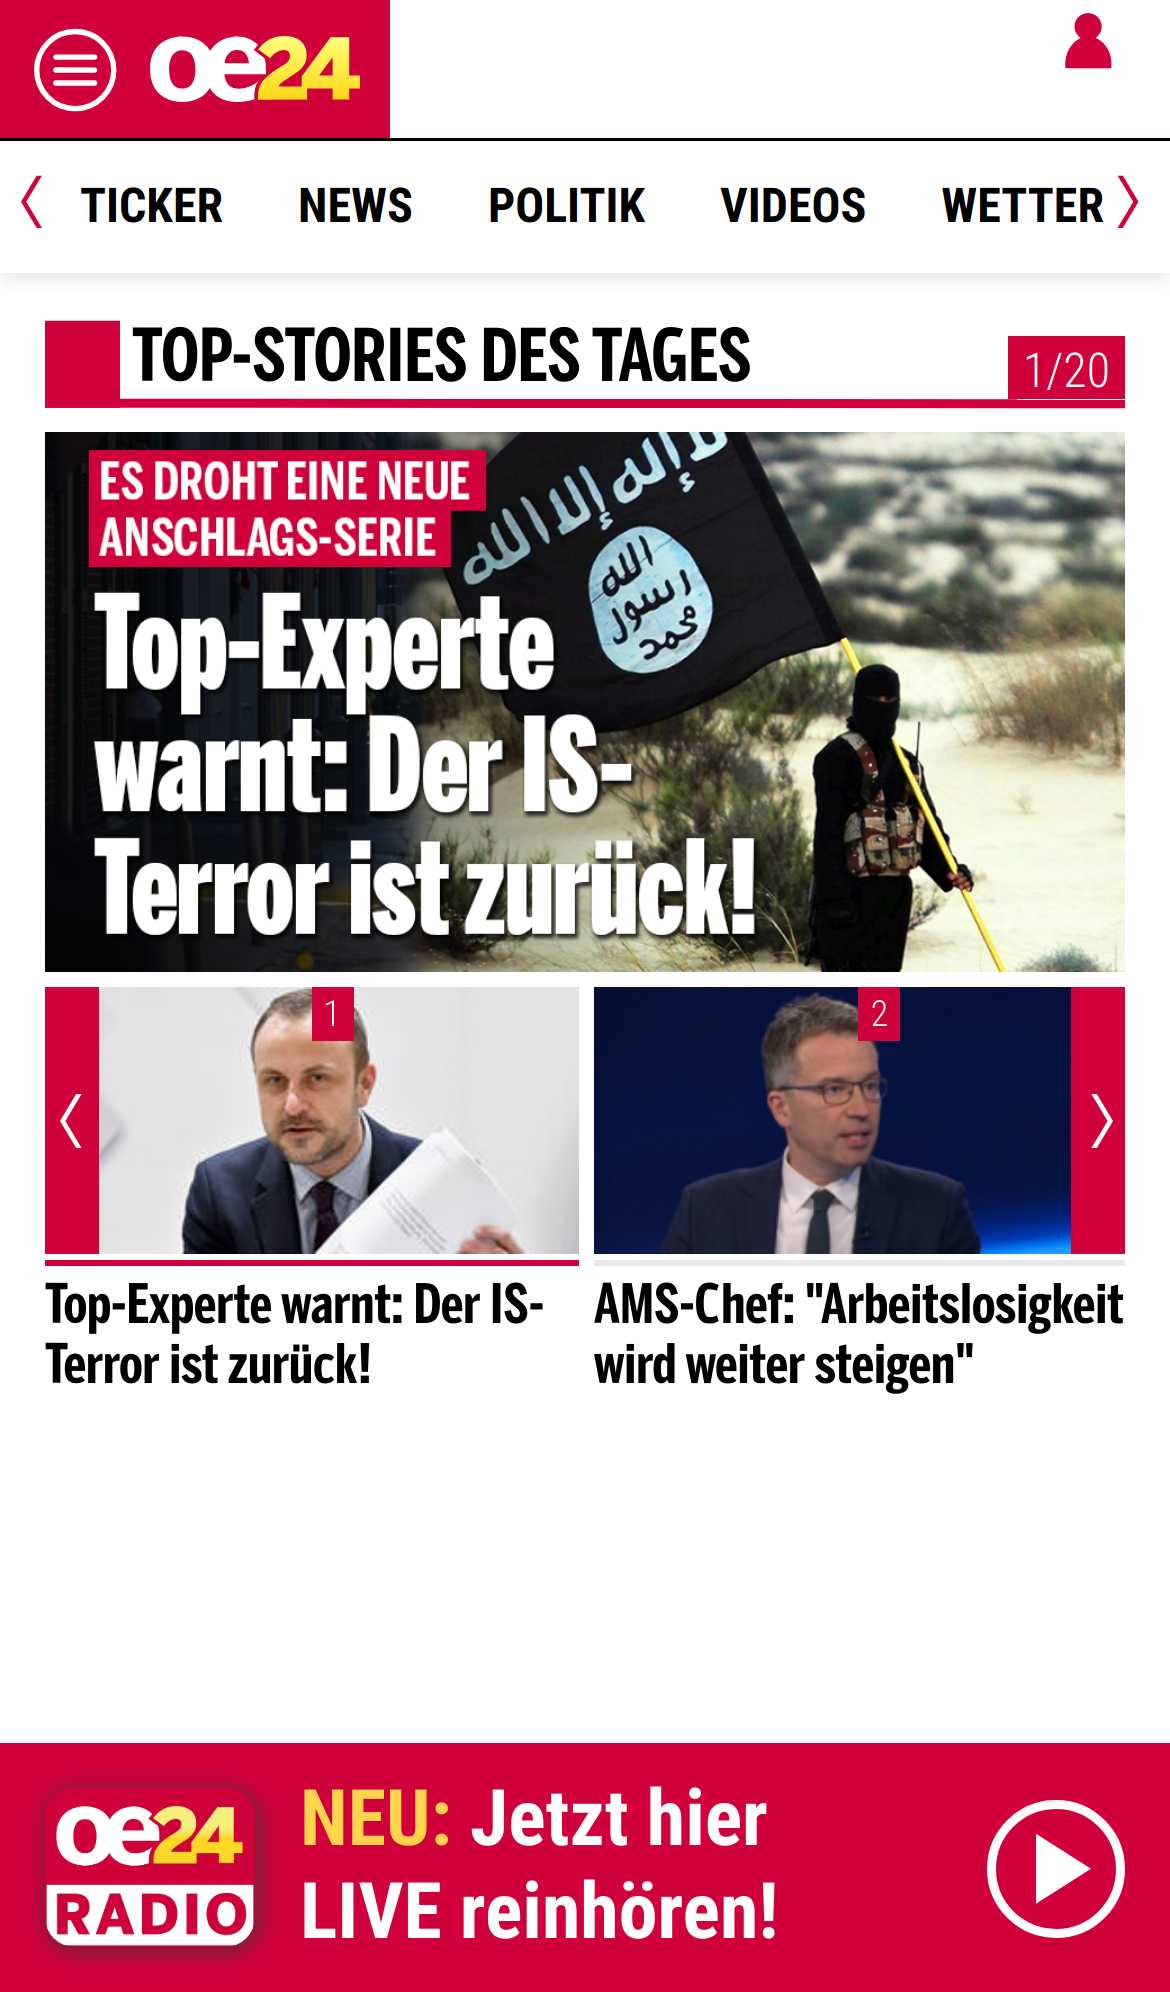 oe24
TICKER NEWS POLITIK VIDEOS WETTER
TOP-STORIES DES TAGES
1/20
لا إله إلا الله
الله
رسول
محمد
ES DROHT EINE NEUE
ANSCHLAGS-SERIE
Top-Experte
warnt: Der IS-
Terror ist zurück!
1
2
Top-Experte warnt: Der IS-
Terror ist zurück!
AMS-Chef: "Arbeitslosigkeit
wird weiter steigen"
oe24
RADIO
NEU: Jetzt hier
LIVE reinhören!